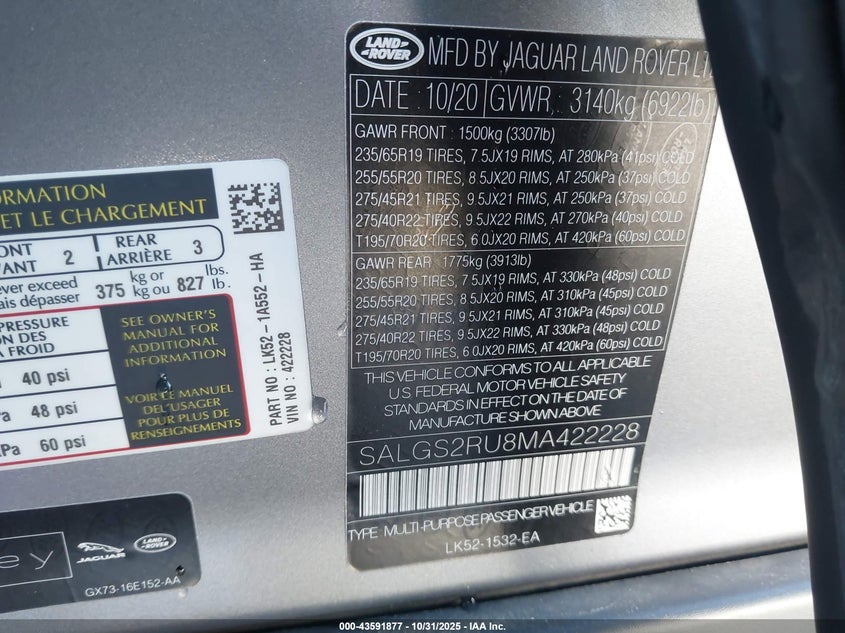 LAND
ROVER
MFD BY JAGUAR LAND ROVER
DATE: 10/20 GVWR, 3140kg (6922lb)
GAWR FRONT : 1500kg (3307lb)
235/65R19 TIRES, 7.5JX19 RIMS, AT 280kPa (41psi) COLD
255/55R20 TIRES, 8.5JX20 RIMS, AT 250kPa (37psi) COLD
275/45R21 TIRES, 9.5JX21 RIMS, AT 250kPa (37psi) COLD
275/40R22 TIRES, 9.5JX22 RIMS, AT 270kPa (40psi) COLD
T195/70R20 TIRES, 6.0JX20 RIMS, AT 420kPa (60psi) COLD
GAWR REAR : 1775kg (3913lb)
235/65R19 TIRES, 7.5JX19 RIMS, AT 330kPa (48psi) COLD
255/55R20 TIRES, 8.5JX20 RIMS, AT 310kPa (45psi) COLD
275/45R21 TIRES, 9.5JX21 RIMS, AT 310kPa (45psi) COLD
275/40R22 TIRES, 9.5JX22 RIMS, AT 330kPa (48psi) COLD
T195/70R20 TIRES, 6.0JX20 RIMS, AT 420kPa (60psi) COLD
THIS VEHICLE CONFORMS TO ALL APPLICABLE
U.S. FEDERAL MOTOR VEHICLE SAFETY
STANDARDS IN EFFECT ON THE DATE OF
MANUFACTURE SHOWN ABOVE
SALGS2RU8MA422228
TYPE MULTI-PURPOSE PASSENGER VEHICLE
LK52-1532-EA
ORMATION
ET LE CHARGEMENT
ONT
VANT 2
REAR
ARRIÈRE 3
ever exceed
ais dépasser
375 kg or
kg ou 827 lbs.
lb.
PRESSURE
ON DES
A FROID
40 psi
48 psi
Pa 60 psi
SEE OWNER'S
MANUAL FOR
ADDITIONAL
INFORMATION
VOIR LE MANUEL
DE L'USAGER
POUR PLUS DE
RENSEIGNEMENTS
PART NO : LK52 - 1A552 - HA
VIN NO : 422228
ey
JAGUAR
LAND
ROVER
GX73-16E152-AA
000-43591877 - 10/31/2025 - IAA Inc.